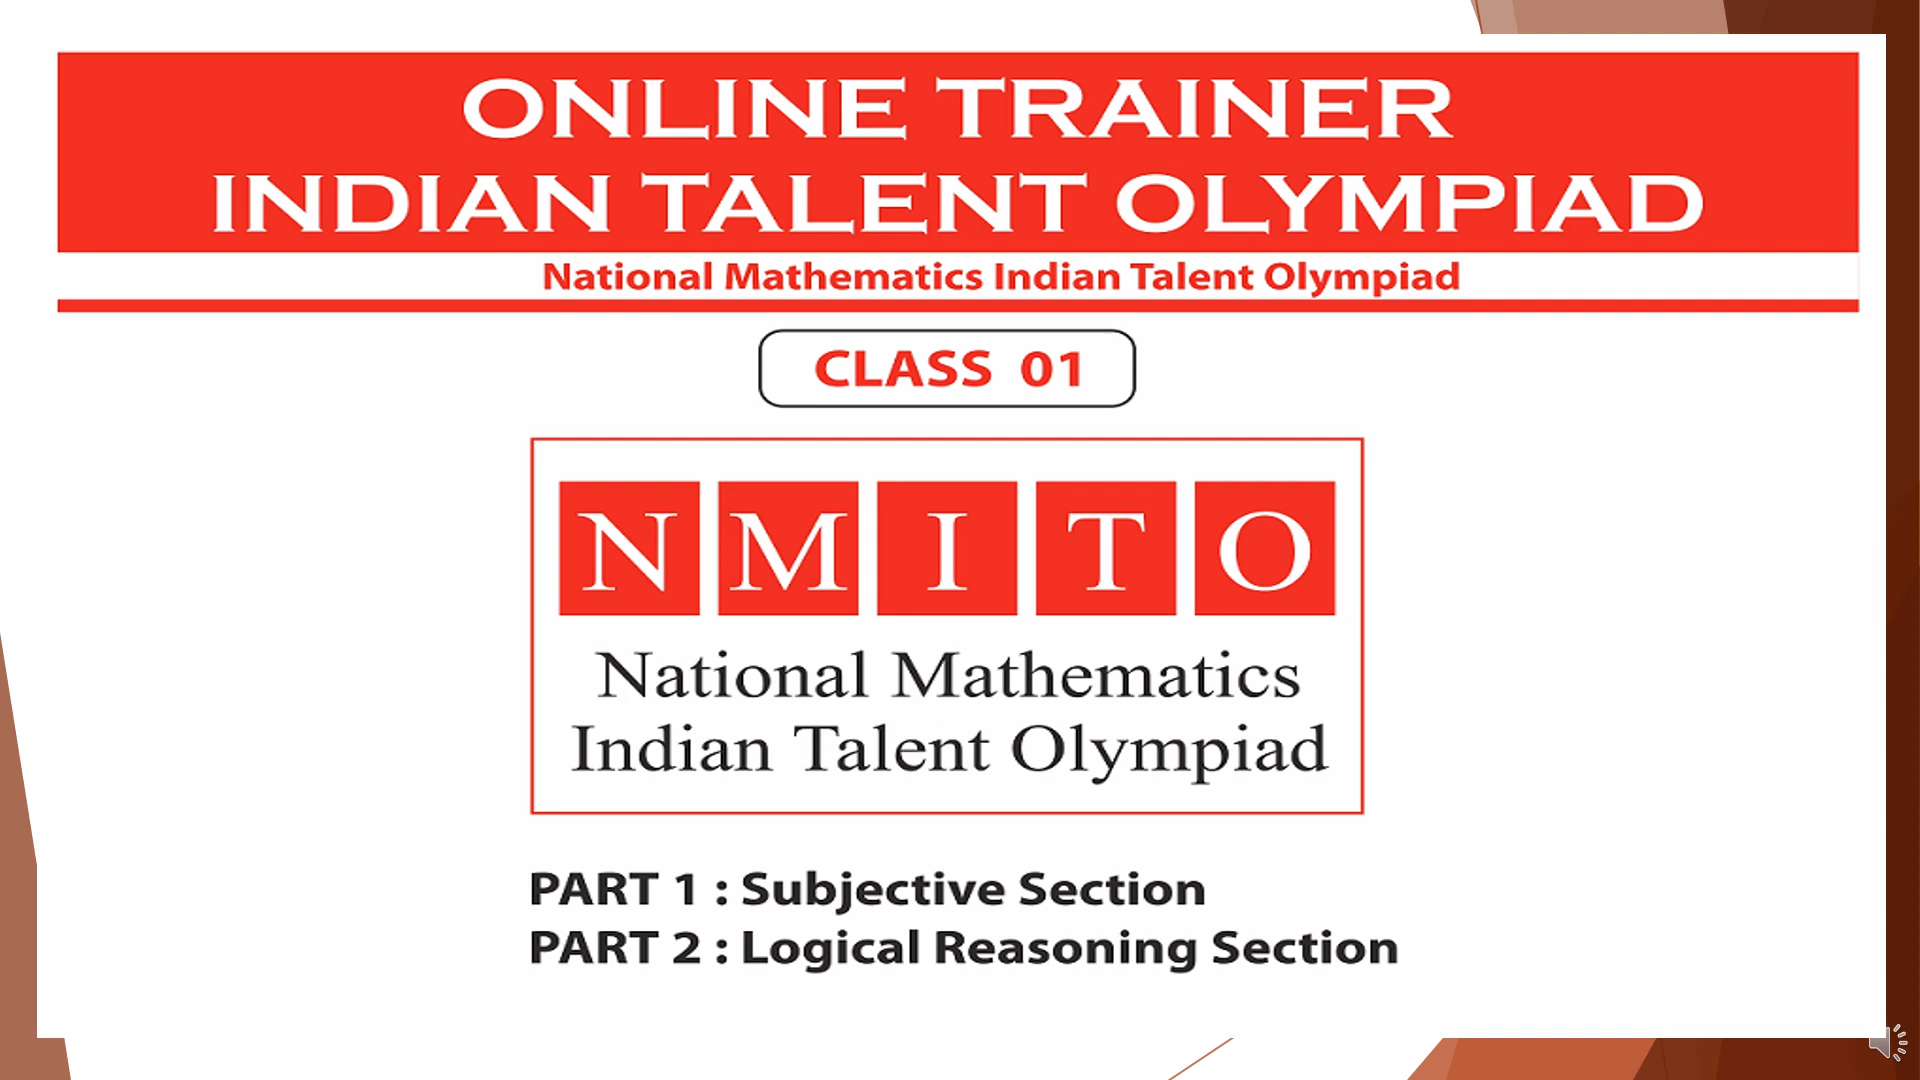 ONLINE TRAINER
INDIAN TALENT OLYMPIAD
National Mathematics Indian Talent Olympiad
CLASS 01
N M I T O
National Mathematics
Indian Talent Olympiad
PART 1 : Subjective Section
PART 2 : Logical Reasoning Section